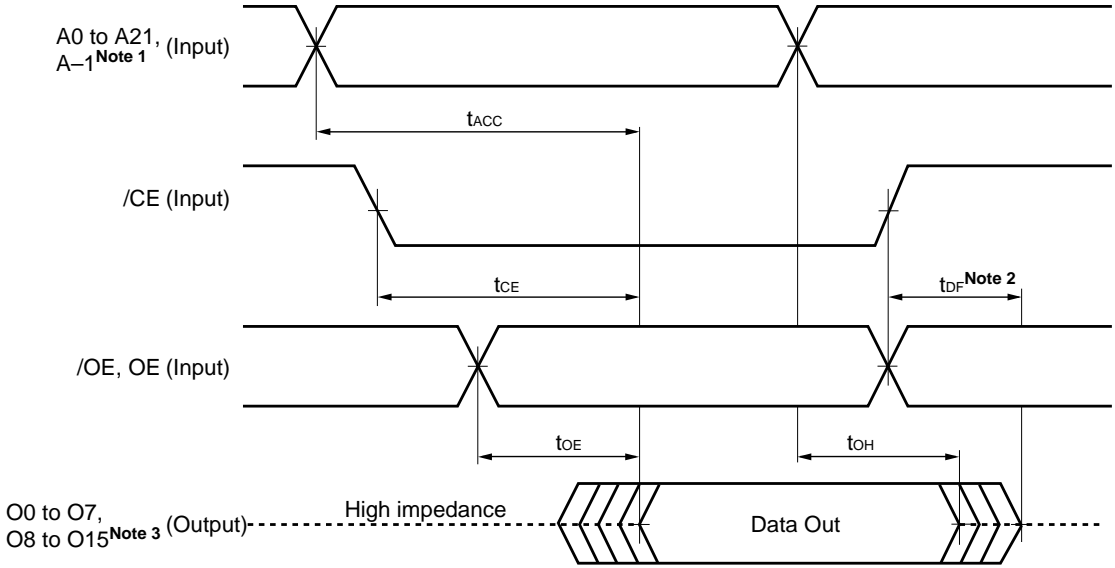 A0 to A21,
A–1Note 1 (Input)
tACC
/CE (Input)
tCE
tDFNote 2
/OE, OE (Input)
tOE
tOH
O0 to O7,
O8 to O15Note 3 (Output)
High impedance
Data Out